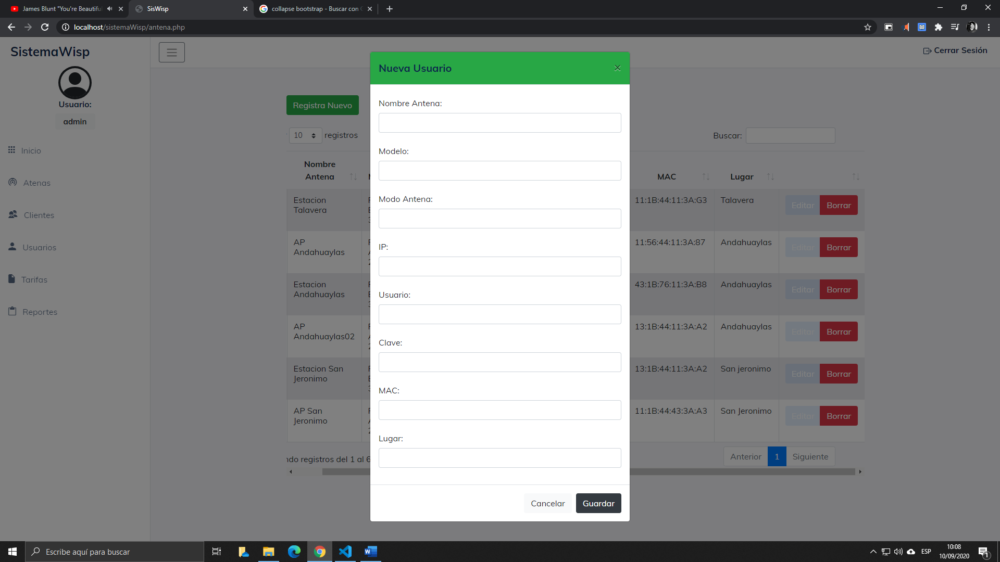 James Blunt "You're Beautifu
SisWisp
collapse bootstrap - Buscar con
localhost/sistemaWisp/antena.php
SistemaWisp
Usuario:
admin
Inicio
Atenas
Clientes
Usuarios
Tarifas
Reportes
Cerrar Sesión
Registra Nuevo
10 registros
Buscar:
Nombre Antena
MAC
Lugar
Estacion Talavera
11:1B:44:11:3A:G3
Talavera
Editar
Borrar
AP Andahuaylas
11:56:44:11:3A:87
Andahuaylas
Editar
Borrar
Estacion Andahuaylas
43:1B:76:11:3A:B8
Andahuaylas
Editar
Borrar
AP Andahuaylas02
13:1B:44:11:3A:A2
Andahuaylas
Editar
Borrar
Estacion San Jeronimo
13:1B:44:11:3A:A2
San jeronimo
Editar
Borrar
AP San Jeronimo
11:1B:44:43:3A:A3
San Jeronimo
Editar
Borrar
ndo registros del 1 al 6
Anterior
1
Siguiente
Nueva Usuario
×
Nombre Antena:
Modelo:
Modo Antena:
IP:
Usuario:
Clave:
MAC:
Lugar:
Cancelar
Guardar
Escribe aquí para buscar
ESP
10:08
10/09/2020
1